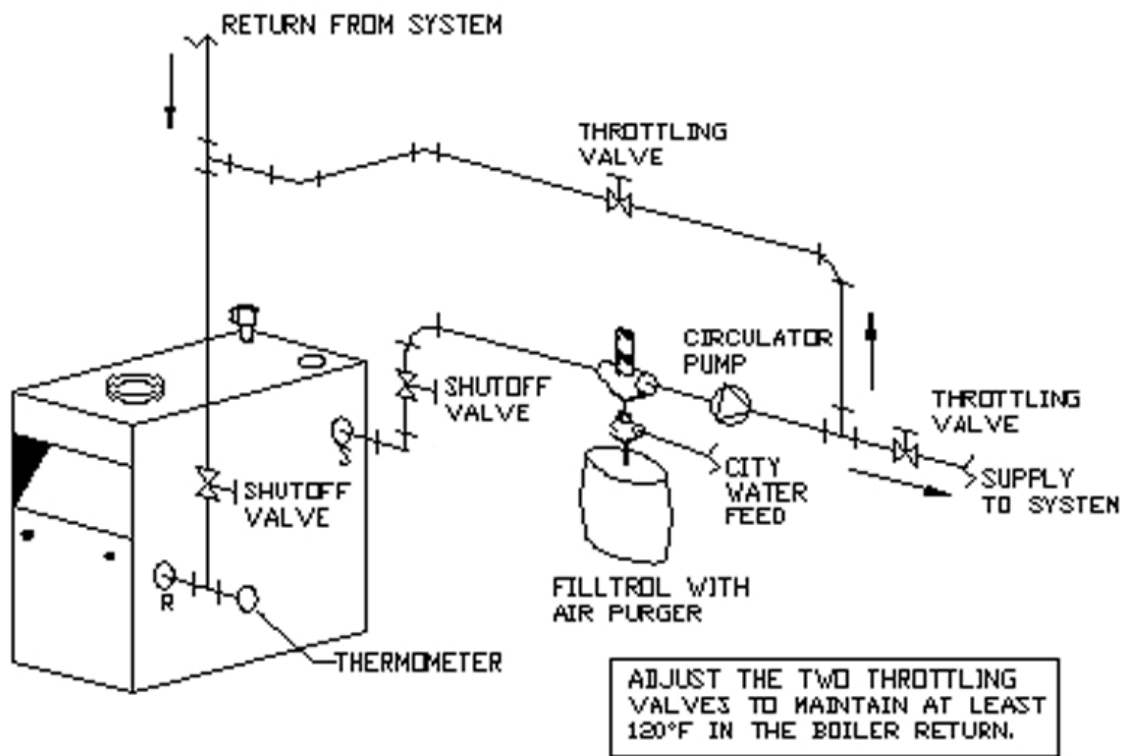 RETURN FROM SYSTEM
THROTTLING
VALVE
CIRCULATOR
PUMP
SHUTOFF
VALVE
THROTTLING
VALVE
S
SHUTOFF
VALVE
CITY
WATER
FEED
SUPPLY
TO SYSTEM
R
FILLTROL WITH
AIR PURGER
THERMOMETER
ADJUST THE TWO THROTTLING
VALVES TO MAINTAIN AT LEAST
120°F IN THE BOILER RETURN.